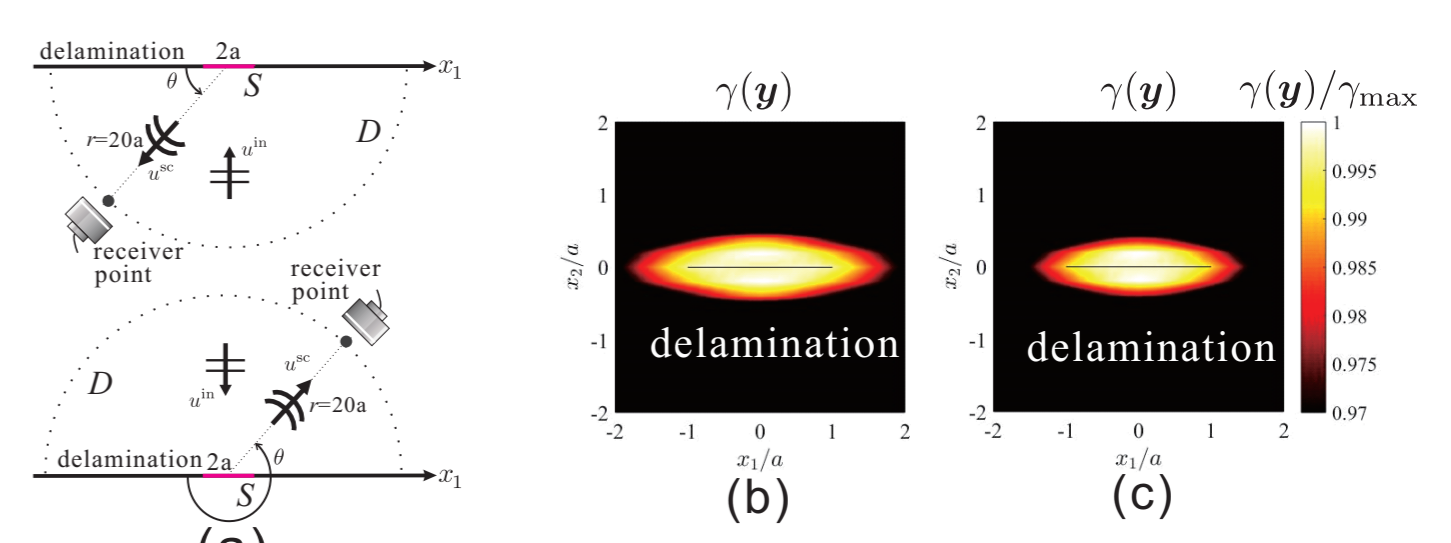 delamination 2a
x₁
θ
S
D
r=20a
u^in
u^sc
receiver
point
receiver
point
D
u^sc
u^in
r=20a
delamination 2a
θ
x₁
S
γ(y)
2
1
0
-1
-2
x₂/a
delamination
-2 -1 0 1 2
x₁/a
(b)
γ(y)
2
1
0
-1
-2
x₂/a
delamination
-2 -1 0 1 2
x₁/a
(c)
γ(y)/γmax
1
0.995
0.99
0.985
0.98
0.975
0.97